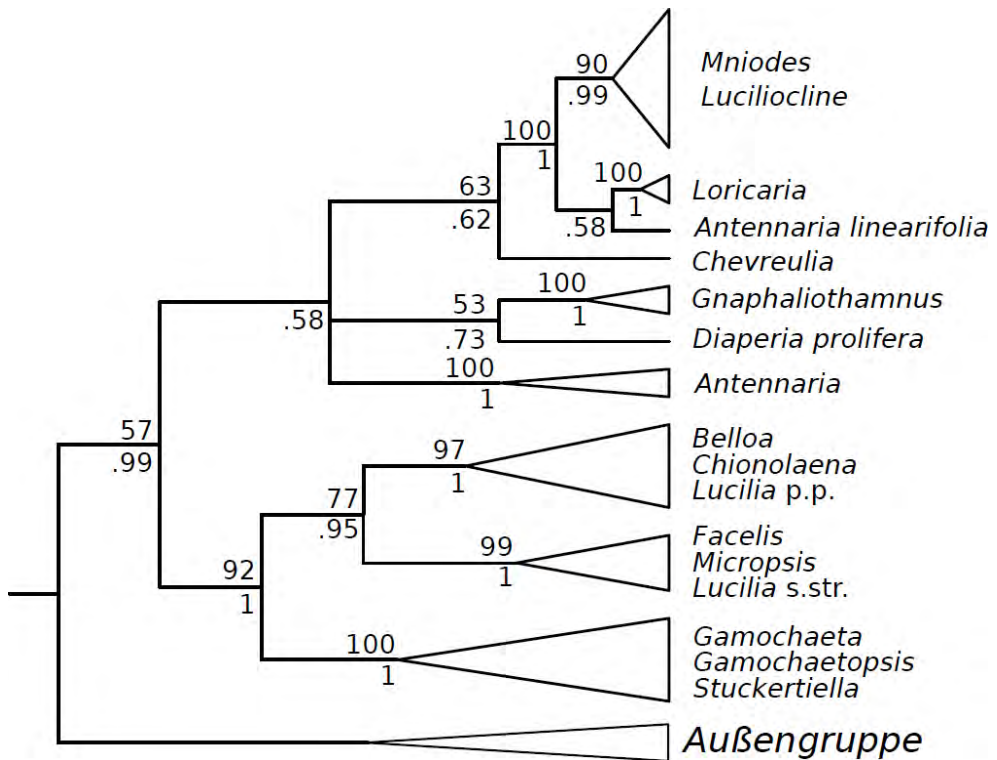 90
.99
Mniodes
Luciliocline
100
1
100
1
Loricaria
63
.62
.58
Antennaria linearifolia
Chevreulia
100
1
Gnaphaliothamnus
.58
53
.73
Diaperia prolifera
100
1
Antennaria
57
.99
97
1
Belloa
Chionolaena
Lucilia p.p.
77
.95
99
1
Facelis
Micropsis
Lucilia s.str.
92
1
100
1
Gamochaeta
Gamochaetopsis
Stuckertiella
Außengruppe